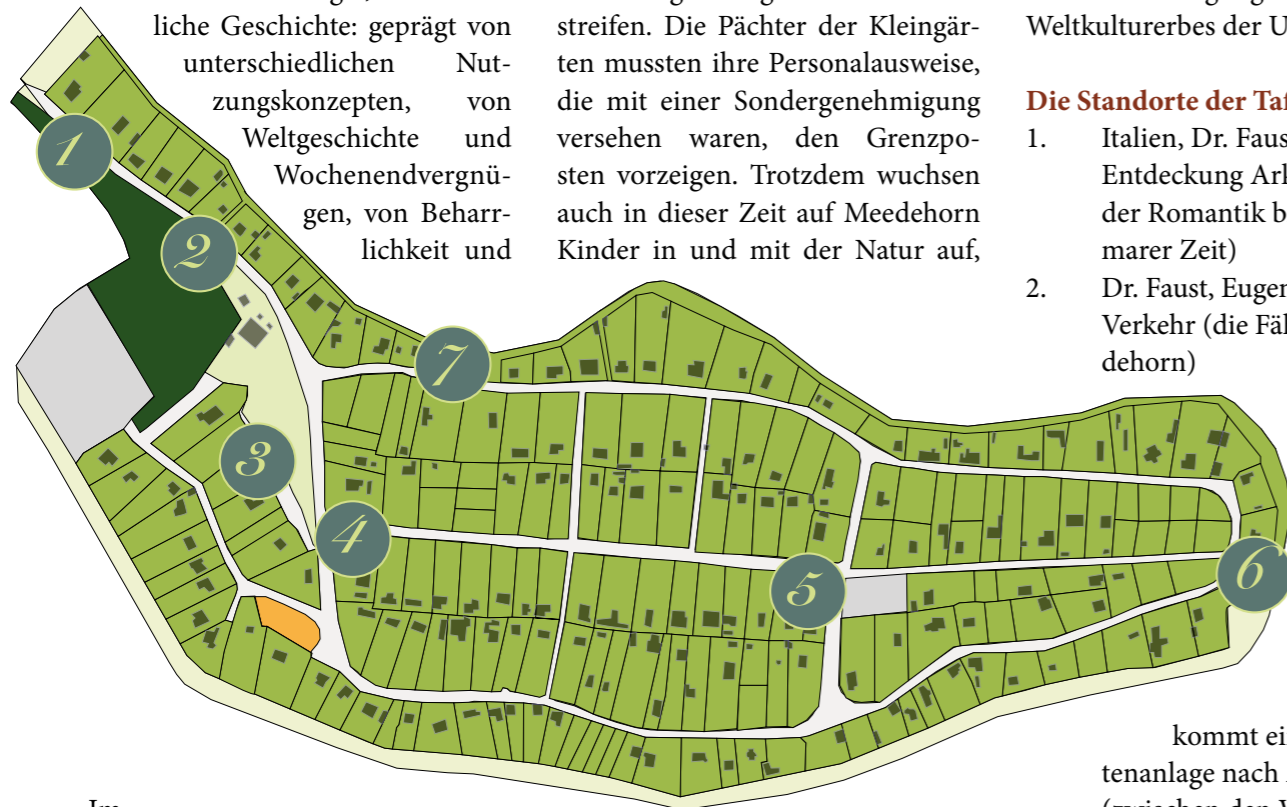 liche Geschichte: geprägt von
unterschiedlichen Nut-
zungskonzepten, von
Weltgeschichte und
Wochenendvergnü-
gen, von Beharr-
lichkeit und
streifen. Die Pächter der Kleingär-
ten mussten ihre Personalausweise,
die mit einer Sondergenehmigung
versehen waren, den Grenzpo-
sten vorzeigen. Trotzdem wuchsen
auch in dieser Zeit auf Meedehorn
Kinder in und mit der Natur auf,
Weltkulturerbes der U
Die Standorte der Taf
1. Italien, Dr. Faus
Entdeckung Ark
der Romantik b
marer Zeit)
2. Dr. Faust, Eugen
Verkehr (die Fäh
dehorn)
1
2
3
4
5
6
7
kommt ei
tenanlage nach